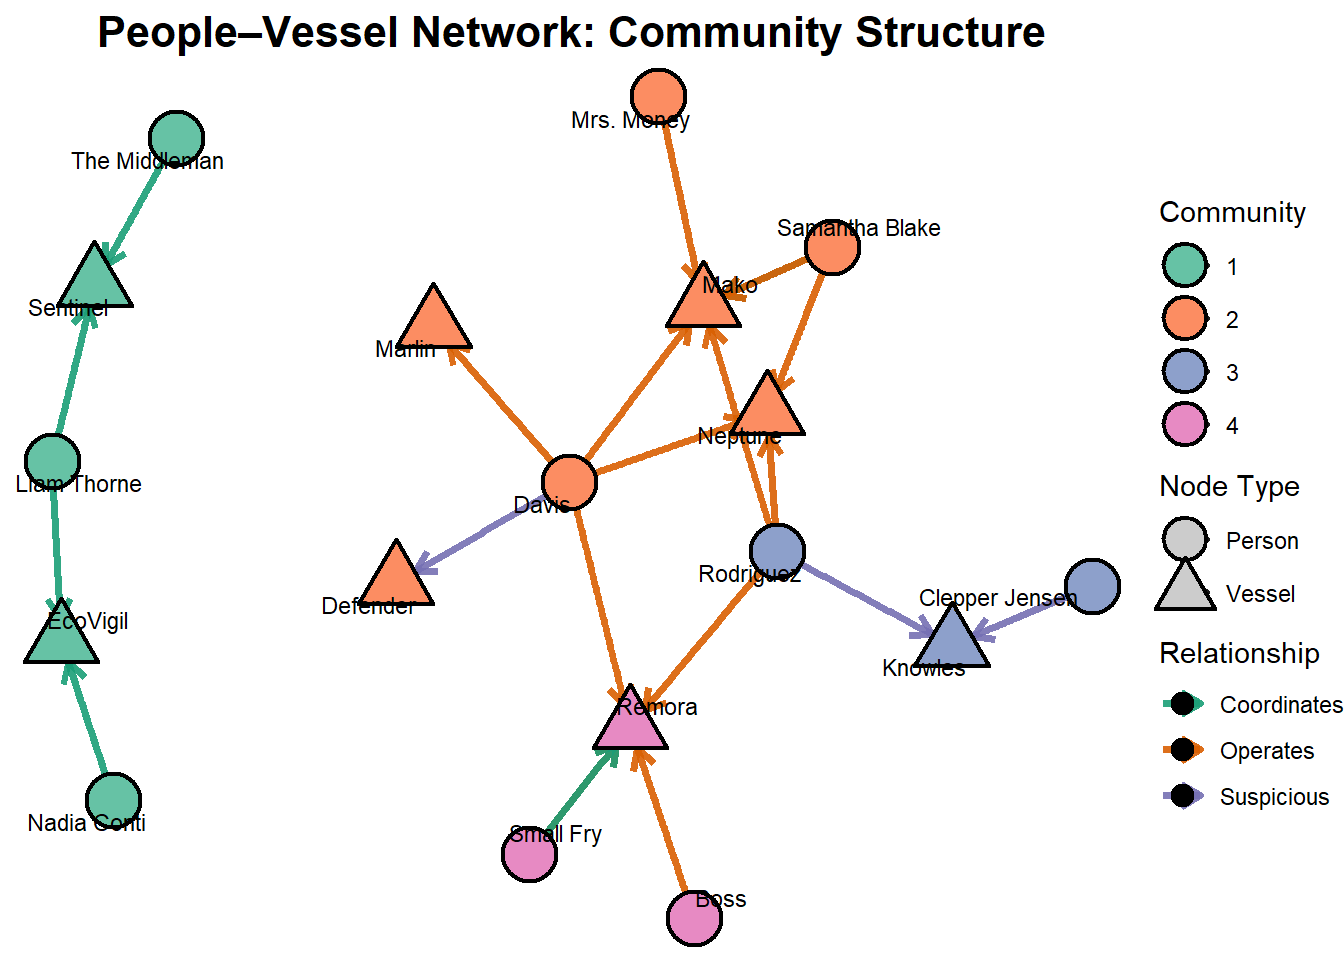 People–Vessel Network: Community Structure
Mrs. Money
The Middleman
Samantha Blake
Mako
Sentinel
Marlin
Neptune
Liam Thorne
Davis
Rodriguez
Clepper Jensen
Defender
EcoVigil
Knowles
Remora
Nadia Conti
Small Fry
Boss
Community
1
2
3
4
Node Type
Person
Vessel
Relationship
Coordinates
Operates
Suspicious